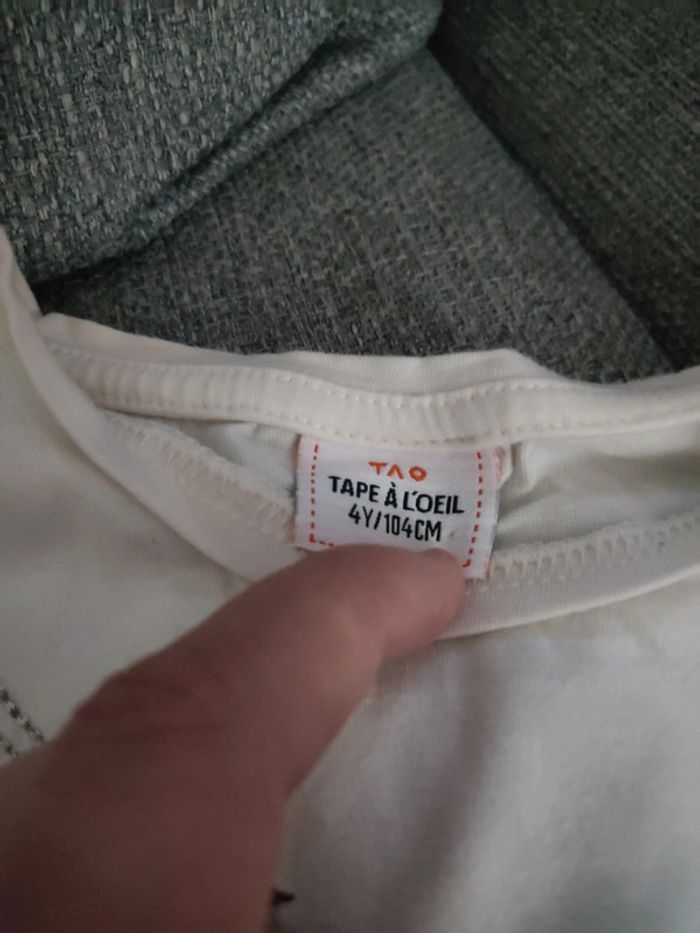 TAO
TAPE À L'OEIL
4Y/104CM